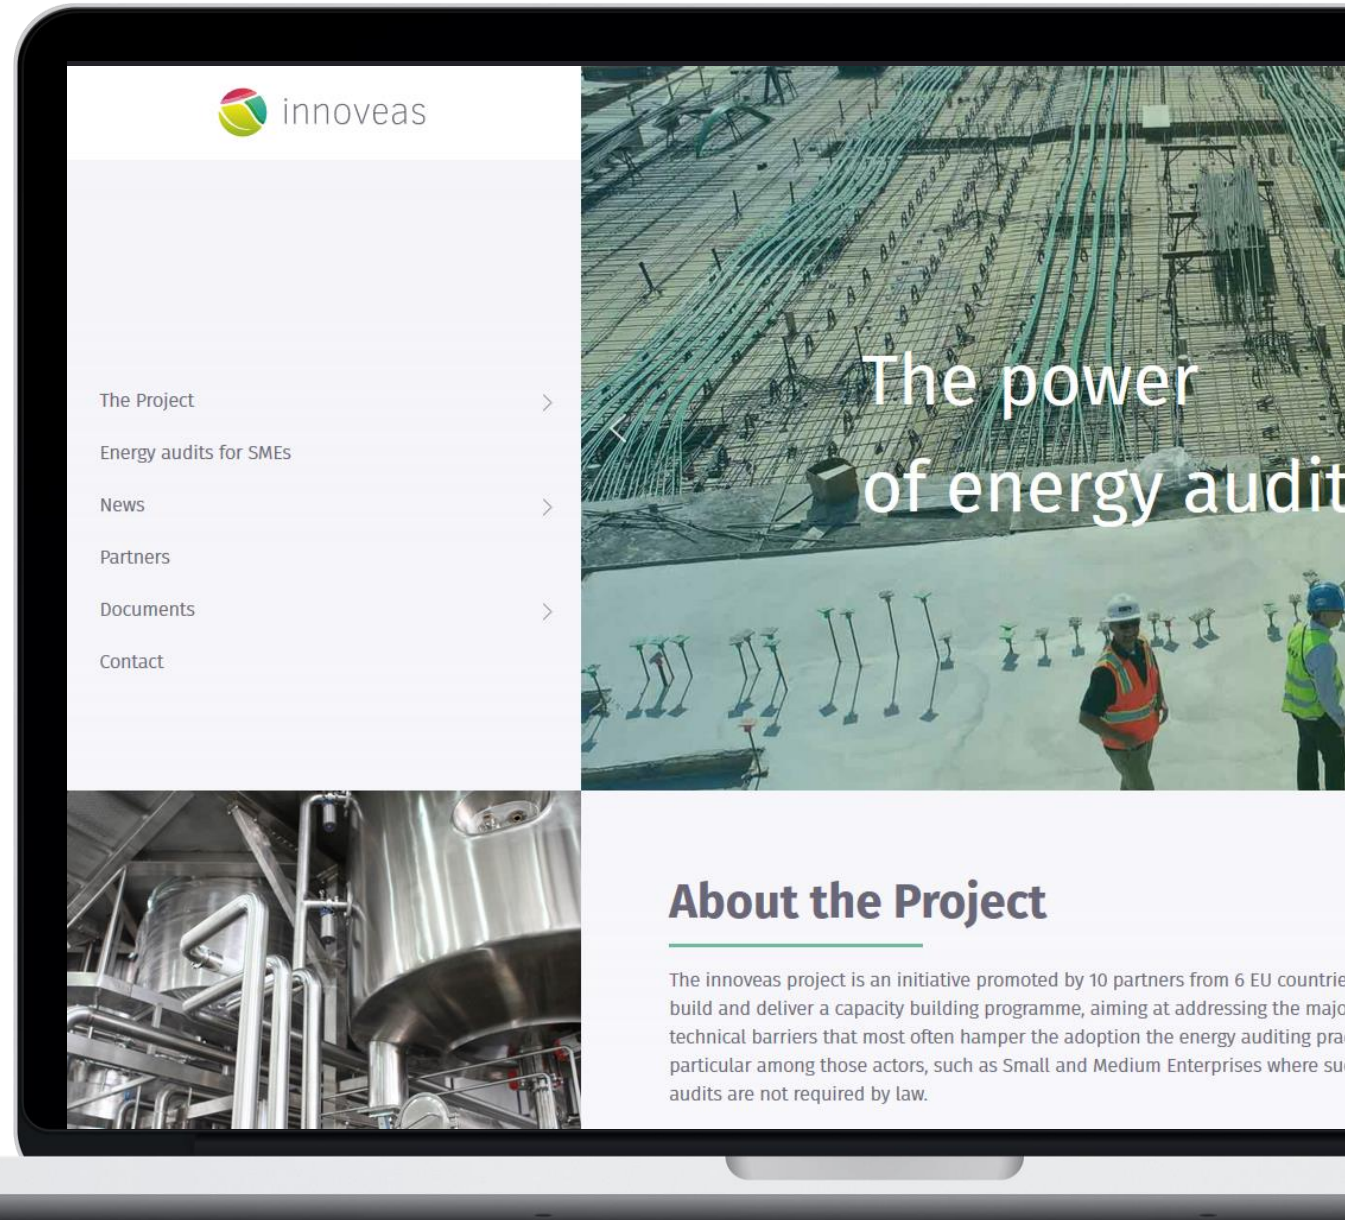 innoveas
The Project
Energy audits for SMEs
News
Partners
Documents
Contact
The power
of energy audit
About the Project
The innoveas project is an initiative promoted by 10 partners from 6 EU countrie
build and deliver a capacity building programme, aiming at addressing the majo
technical barriers that most often hamper the adoption the energy auditing pra
particular among those actors, such as Small and Medium Enterprises where su
audits are not required by law.